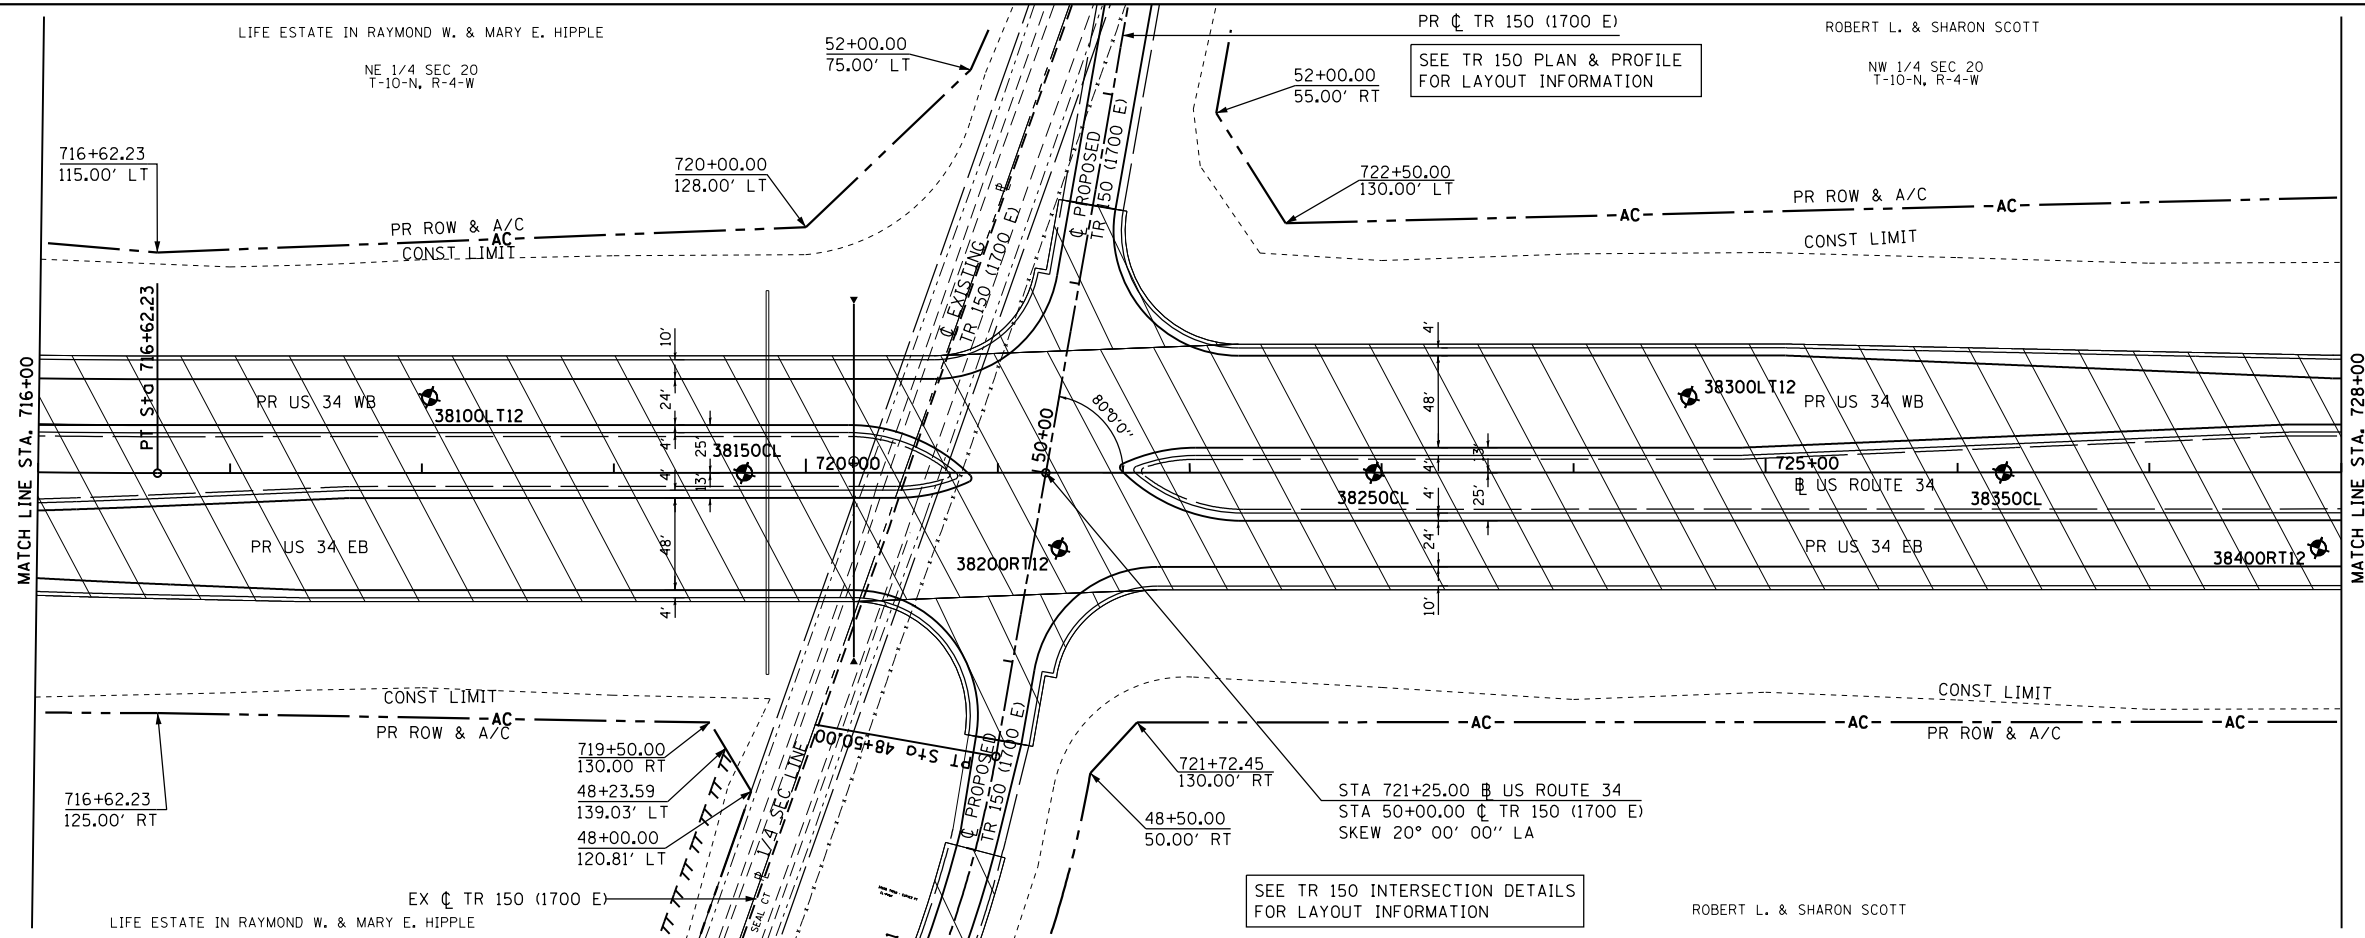 LIFE ESTATE IN RAYMOND W. & MARY E. HIPPLE
NE 1/4 SEC 20
T-10-N, R-4-W
52+00.00
75.00' LT
PR ℄ TR 150 (1700 E)
SEE TR 150 PLAN & PROFILE
FOR LAYOUT INFORMATION
ROBERT L. & SHARON SCOTT
NW 1/4 SEC 20
T-10-N, R-4-W
52+00.00
55.00' RT
716+62.23
115.00' LT
720+00.00
128.00' LT
722+50.00
130.00' LT
PR ROW & A/C
AC
CONST LIMIT
AC
PR ROW & A/C
AC
CONST LIMIT
℄ PROPOSED
TR 150 (1700 E)
℄ EXISTING
TR 150 (1700 E)
PT Sta 716+62.23
MATCH LINE STA. 716+00
MATCH LINE STA. 728+00
10'
24'
4'
25'
4'
13'
48'
4'
4'
48'
13'
4'
4'
25'
24'
10'
PR US 34 WB
38100LT12
38150CL
720+00
50+00
80°0'0''
38300LT12
PR US 34 WB
725+00
38250CL
B̲L US ROUTE 34
38350CL
PR US 34 EB
38200RT12
PR US 34 EB
38400RT12
CONST LIMIT
AC
PR ROW & A/C
CONST LIMIT
AC
AC
AC
PR ROW & A/C
PT Sta 48+50.00
℄ PROPOSED
TR 150 (1700 E)
719+50.00
130.00 RT
48+23.59
139.03' LT
48+00.00
120.81' LT
716+62.23
125.00' RT
721+72.45
130.00' RT
48+50.00
50.00' RT
STA 721+25.00 BL US ROUTE 34
STA 50+00.00 ℄ TR 150 (1700 E)
SKEW 20° 00' 00'' LA
℄ 1/4 SEC LINE
SEAL CT
EX ℄ TR 150 (1700 E)
SEE TR 150 INTERSECTION DETAILS
FOR LAYOUT INFORMATION
LIFE ESTATE IN RAYMOND W. & MARY E. HIPPLE
ROBERT L. & SHARON SCOTT